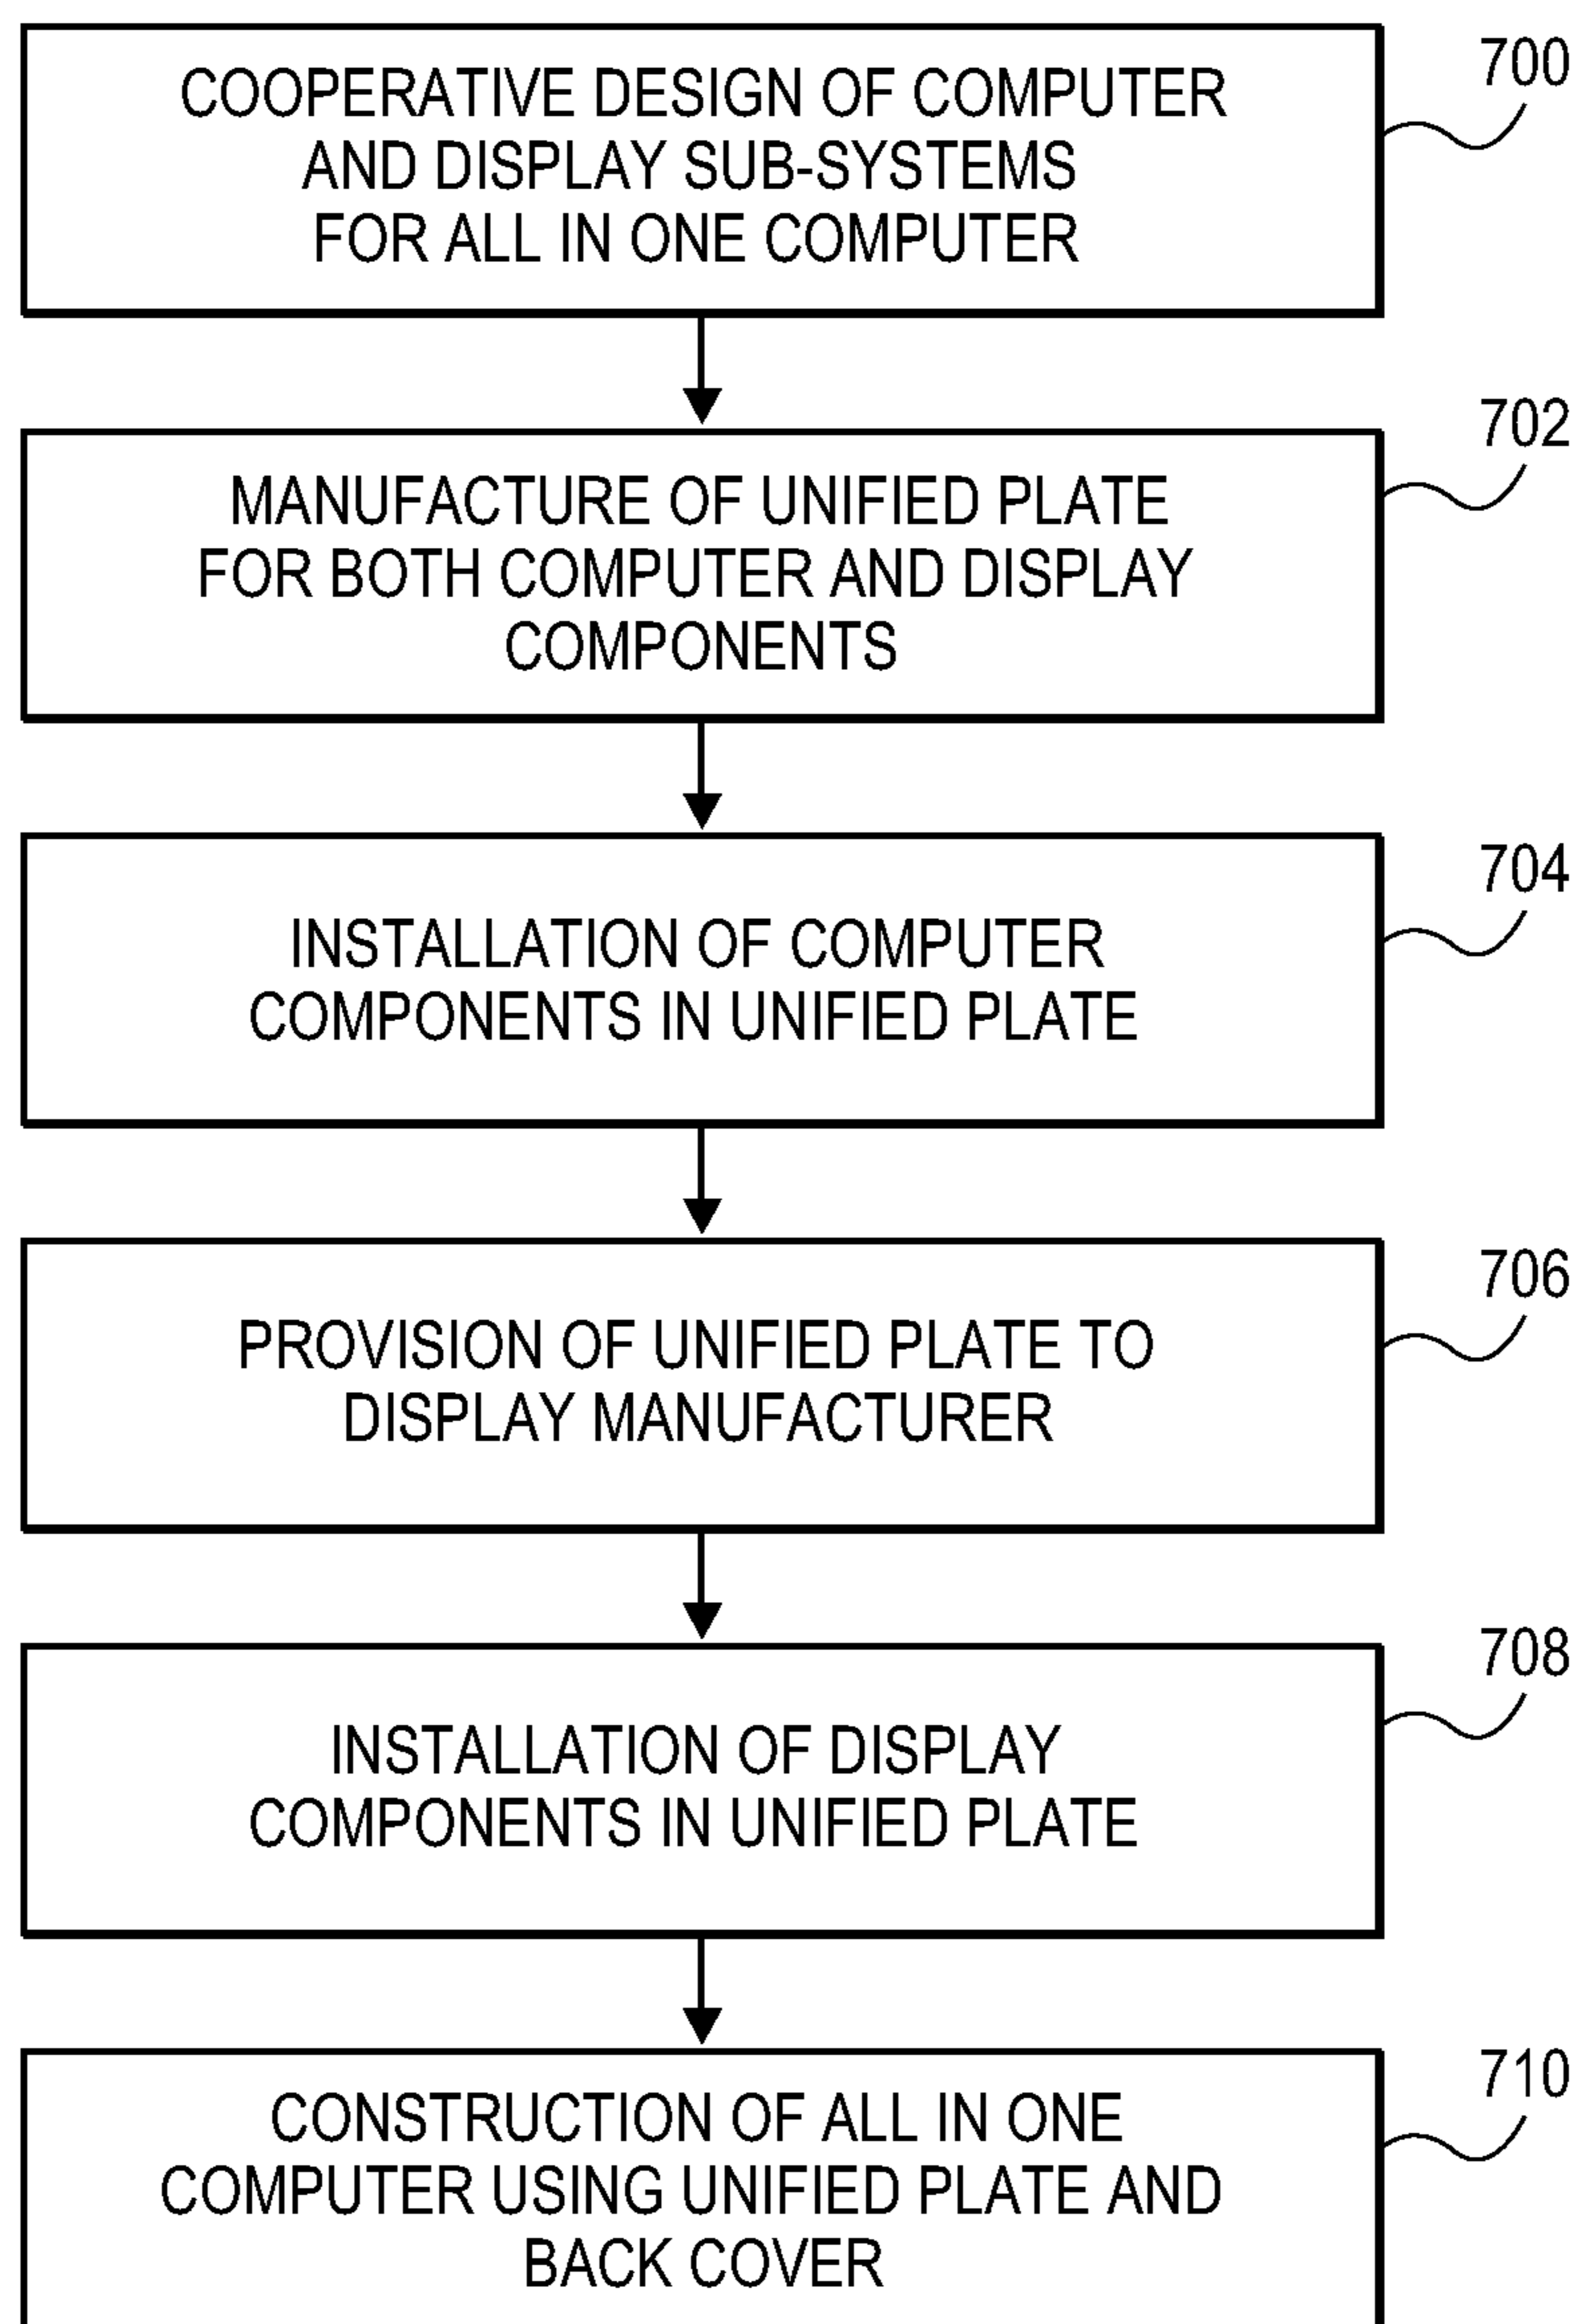 700
COOPERATIVE DESIGN OF COMPUTER
AND DISPLAY SUB-SYSTEMS
FOR ALL IN ONE COMPUTER
702
MANUFACTURE OF UNIFIED PLATE
FOR BOTH COMPUTER AND DISPLAY
COMPONENTS
704
INSTALLATION OF COMPUTER
COMPONENTS IN UNIFIED PLATE
706
PROVISION OF UNIFIED PLATE TO
DISPLAY MANUFACTURER
708
INSTALLATION OF DISPLAY
COMPONENTS IN UNIFIED PLATE
710
CONSTRUCTION OF ALL IN ONE
COMPUTER USING UNIFIED PLATE AND
BACK COVER